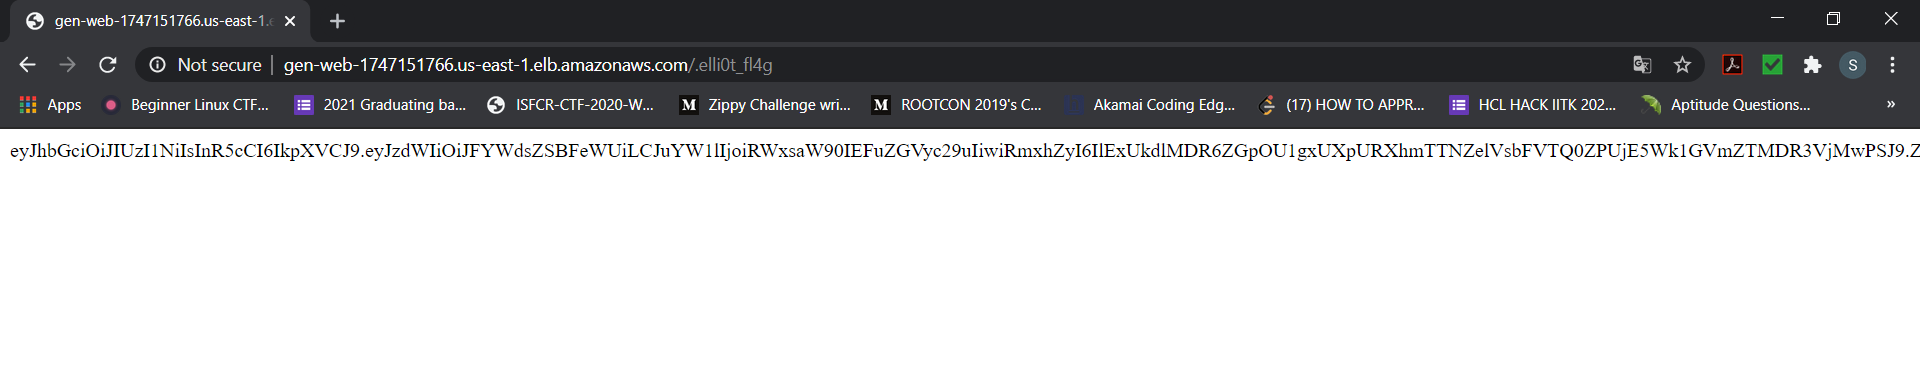 gen-web-1747151766.us-east-1.e
Not secure | gen-web-1747151766.us-east-1.elb.amazonaws.com/.elli0t_fl4g
S
Apps Beginner Linux CTF... 2021 Graduating ba... ISFCR-CTF-2020-W... M Zippy Challenge wri... M ROOTCON 2019's C... Akamai Coding Edg... (17) HOW TO APPR... HCL HACK IITK 202... Aptitude Questions... »
eyJhbGciOiJIUzI1NiIsInR5cCI6IkpXVCJ9.eyJzdWIiOiJFYWdsZSBFeWUiLCJuYW1lIjoiRWxsaW90IEFuZGVyc29uIiwiRmxhZyI6IlExUkdlMDR6ZGpOU1gxUXpURXhmTTNZelVsbFVTQ0ZPUjE5Wk1GVmZTMDR3VjMwPSJ9.Z